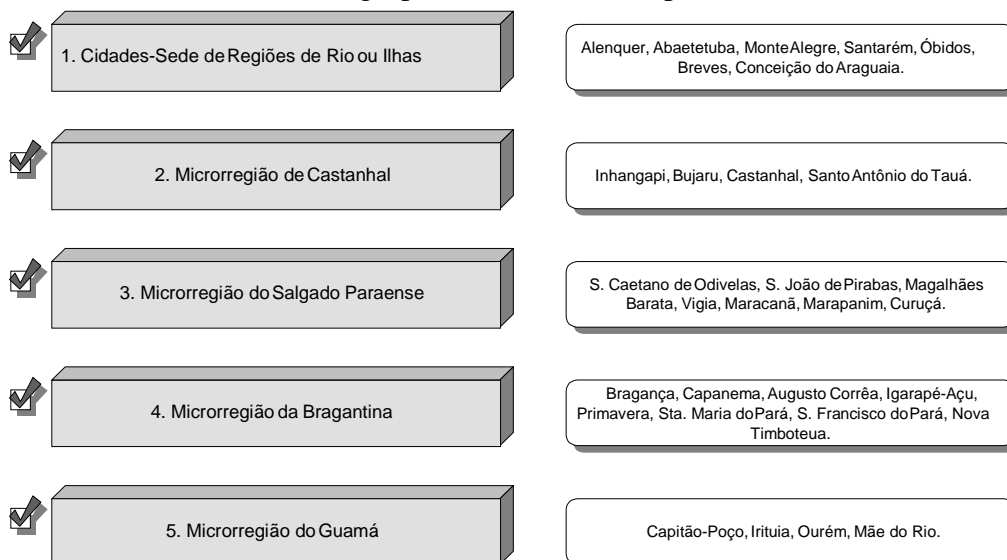 1. Cidades-Sede de Regiões de Rio ou Ilhas
Alenquer, Abaetetuba, Monte Alegre, Santarém, Óbidos,
Breves, Conceição do Araguaia.
2. Microrregião de Castanhal
Inhangapi, Bujaru, Castanhal, Santo Antônio do Tauá.
3. Microrregião do Salgado Paraense
S. Caetano de Odivelas, S. João de Pirabas, Magalhães
Barata, Vigia, Maracanã, Marapanim, Curuçá.
4. Microrregião da Bragantina
Bragança, Capanema, Augusto Corrêa, Igarapé-Açu,
Primavera, Sta. Maria do Pará, S. Francisco do Pará, Nova
Timboteua.
5. Microrregião do Guamá
Capitão-Poço, Irituia, Ourém, Mãe do Rio.